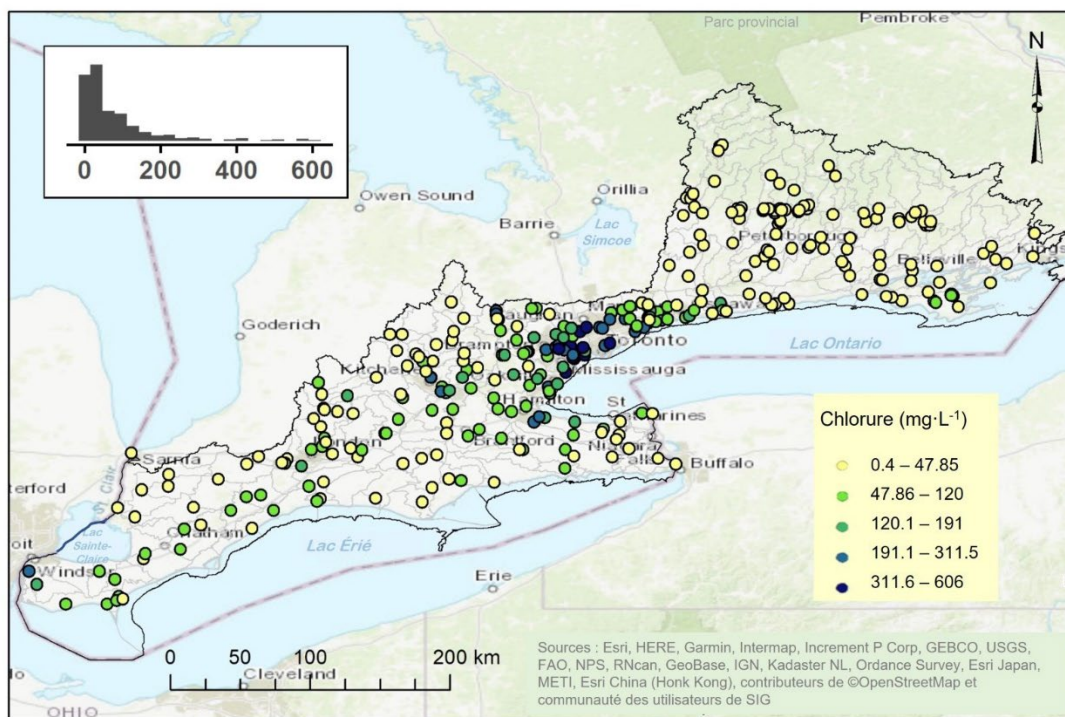 Parc provincial
Pembroke
N
0 200 400 600
Owen Sound
Orillia
Barrie
Lac
Simcoe
Peterborough
Belleville
Goderich
Toronto
Lac Ontario
Mississauga
Hamilton
St
Brantford
London
Buffalo
Sarnia
St Clair
Chatham
Lac
Sainte-
Claire
Windsor
Lac Érié
Erie
Cleveland
OHIO
0 50 100 200 km
Chlorure (mg·L⁻¹)
0.4 – 47.85
47.86 – 120
120.1 – 191
191.1 – 311.5
311.6 – 606
Sources : Esri, HERE, Garmin, Intermap, Increment P Corp, GEBCO, USGS,
FAO, NPS, RNcan, GeoBase, IGN, Kadaster NL, Ordance Survey, Esri Japan,
METI, Esri China (Honk Kong), contributeurs de ©OpenStreetMap et
communauté des utilisateurs de SIG